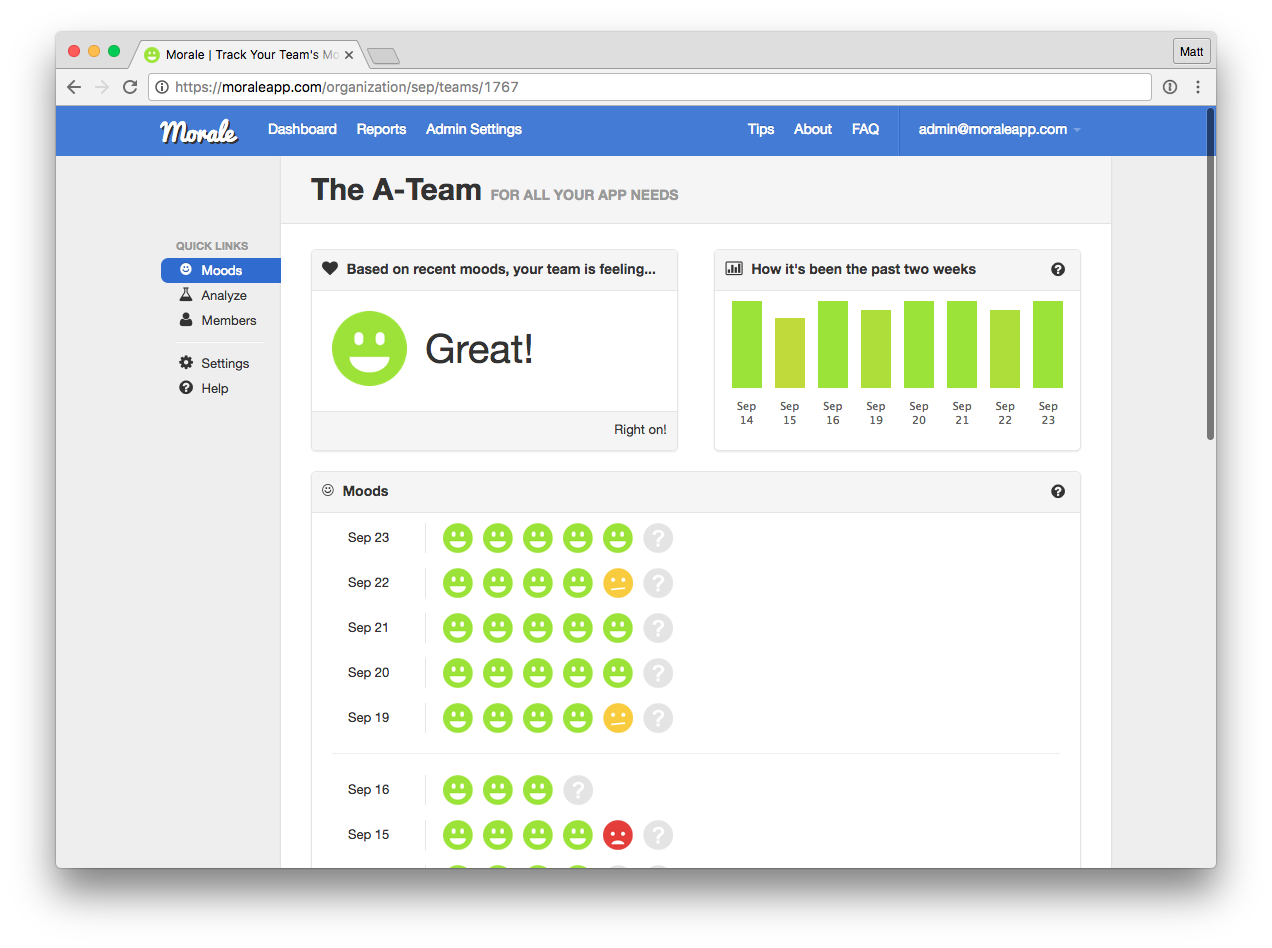 Morale | Track Your Team's Mo
Matt
https://moraleapp.com/organization/sep/teams/1767
Morale Dashboard Reports Admin Settings Tips About FAQ admin@moraleapp.com
The A-Team FOR ALL YOUR APP NEEDS
QUICK LINKS
Moods
Analyze
Members
Settings
Help
Based on recent moods, your team is feeling...
Great!
Right on!
How it's been the past two weeks ?
Sep 14
Sep 15
Sep 16
Sep 19
Sep 20
Sep 21
Sep 22
Sep 23
Moods ?
Sep 23 ?
Sep 22 ?
Sep 21 ?
Sep 20 ?
Sep 19 ?
Sep 16 ?
Sep 15 ?